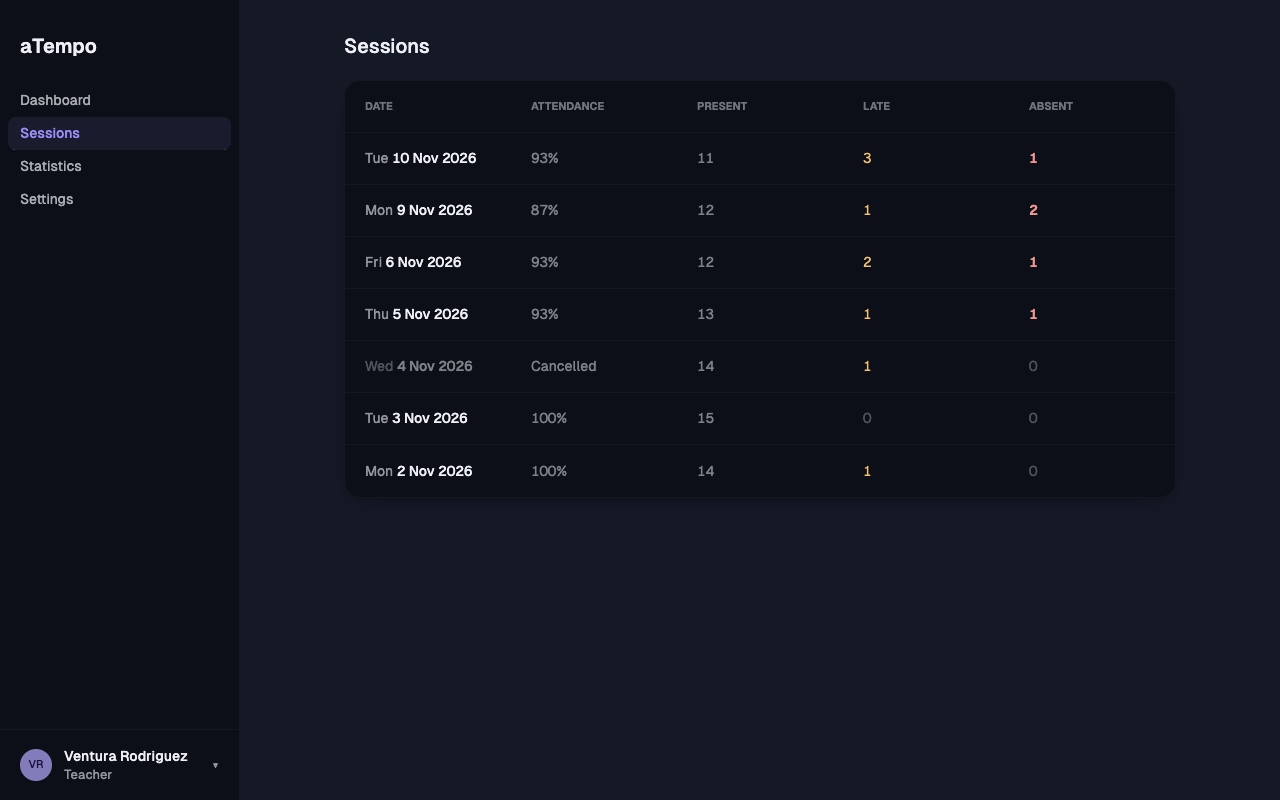 aTempo
Dashboard
Sessions
Statistics
Settings
Ventura Rodriguez
Teacher
VR
Sessions
DATE ATTENDANCE PRESENT LATE ABSENT
Tue 10 Nov 2026 93% 11 3 1
Mon 9 Nov 2026 87% 12 1 2
Fri 6 Nov 2026 93% 12 2 1
Thu 5 Nov 2026 93% 13 1 1
Wed 4 Nov 2026 Cancelled 14 1 0
Tue 3 Nov 2026 100% 15 0 0
Mon 2 Nov 2026 100% 14 1 0